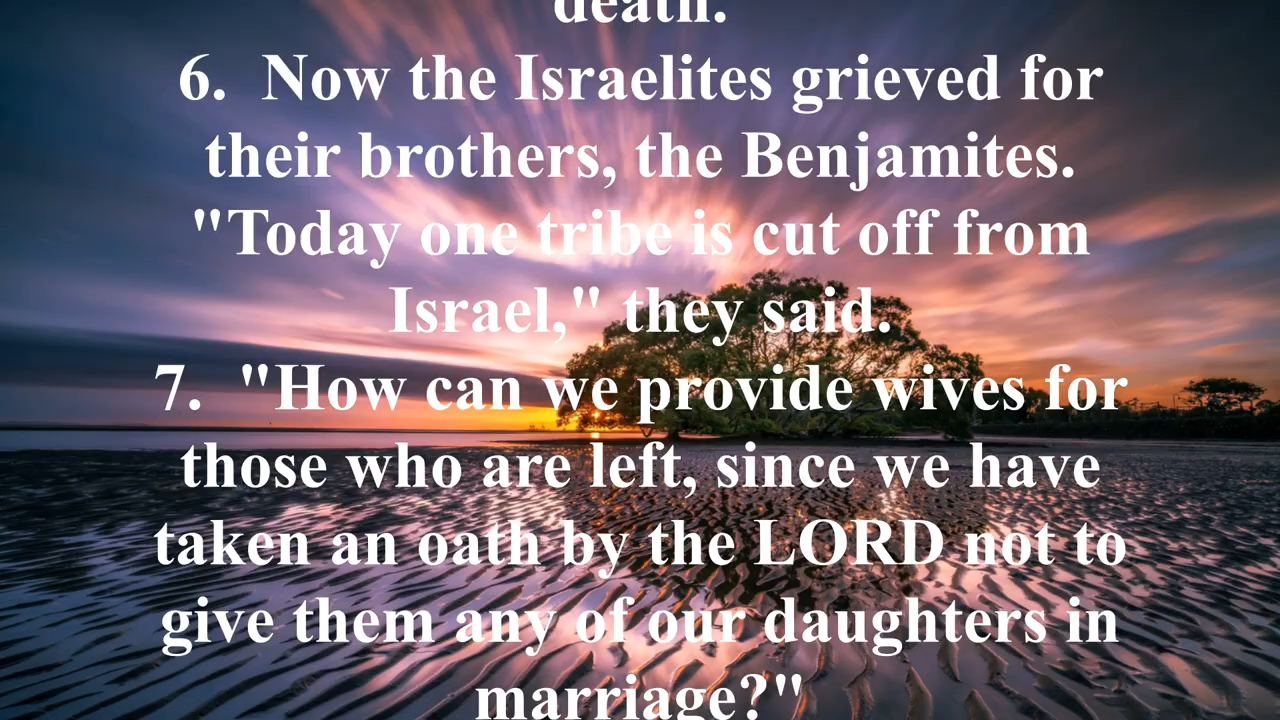 death.
6.  Now the Israelites grieved for
their brothers, the Benjamites.
"Today one tribe is cut off from
Israel," they said.
7.   "How can we provide wives for
those who are left, since we have
taken an oath by the LORD not to
give them any of our daughters in
marriage?"